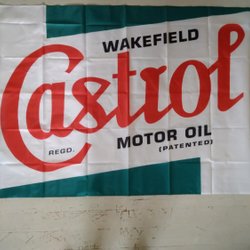 WAKEFIELD
Castrol
REGD. MOTOR OIL
(PATENTED)